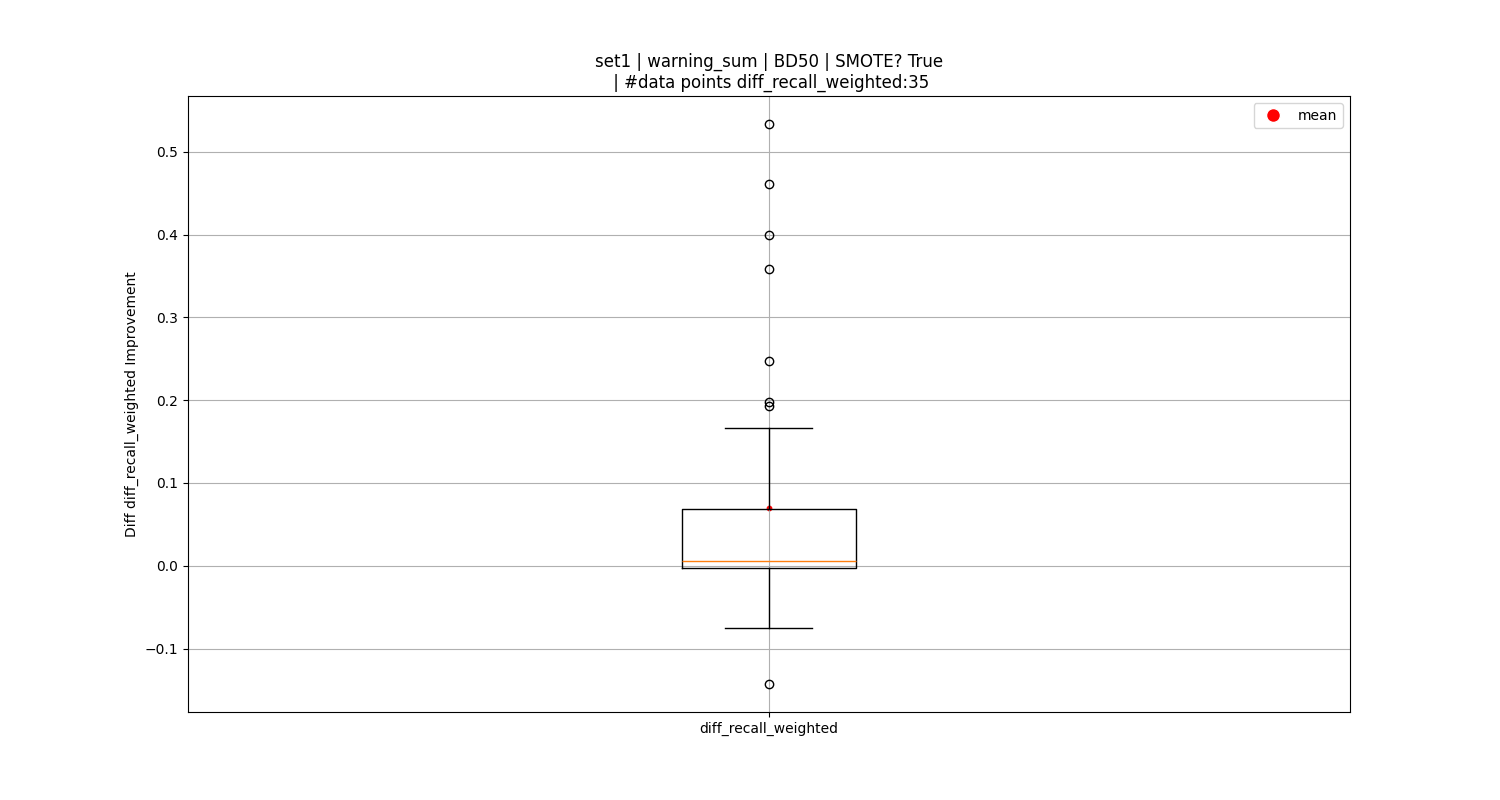 set1 | warning_sum | BD50 | SMOTE? True
| #data points diff_recall_weighted:35
mean
0.5
0.4
0.3
0.2
0.1
0.0
−0.1
Diff diff_recall_weighted Improvement
diff_recall_weighted